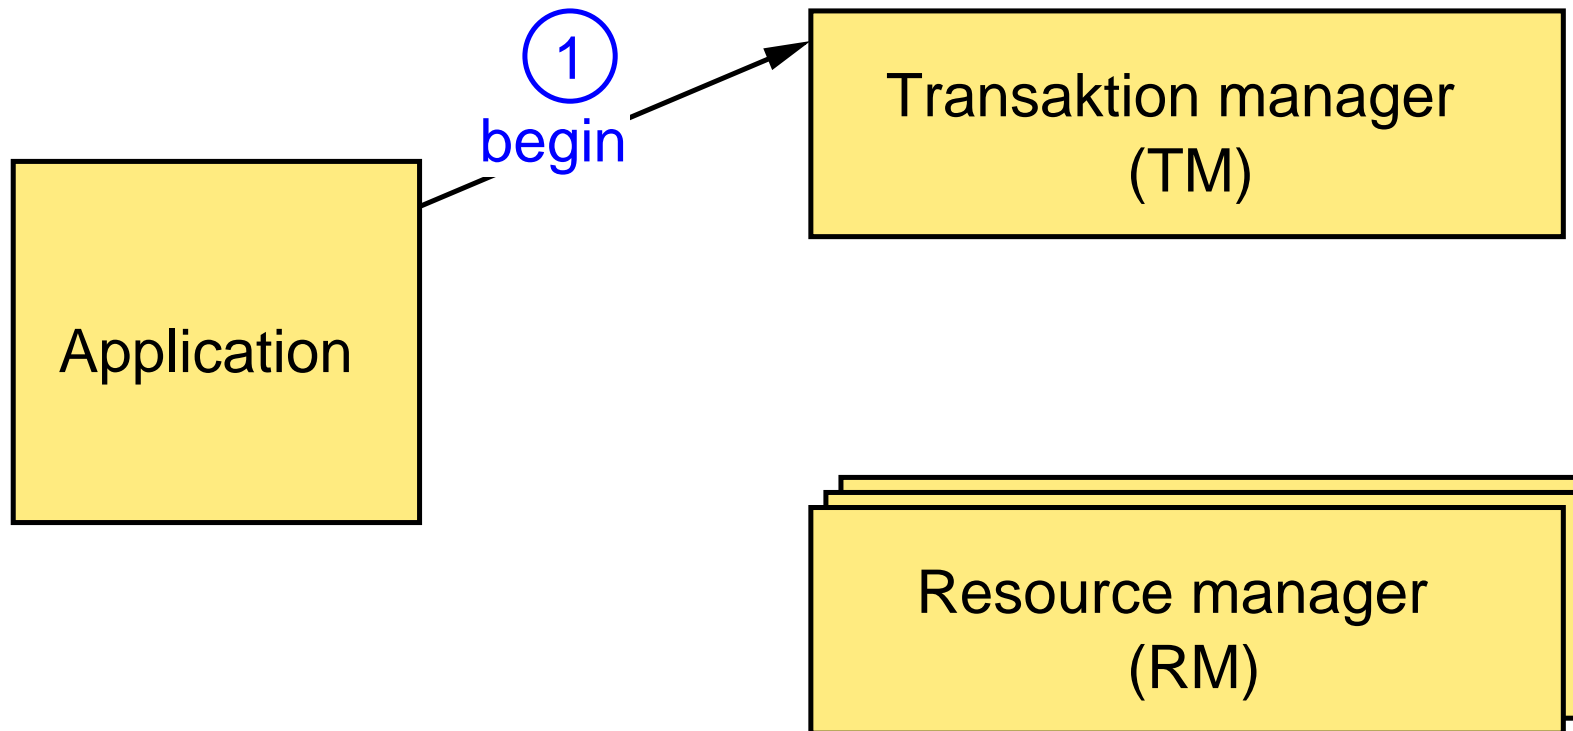 1
begin
Transaktion manager
(TM)
Application
Resource manager
(RM)